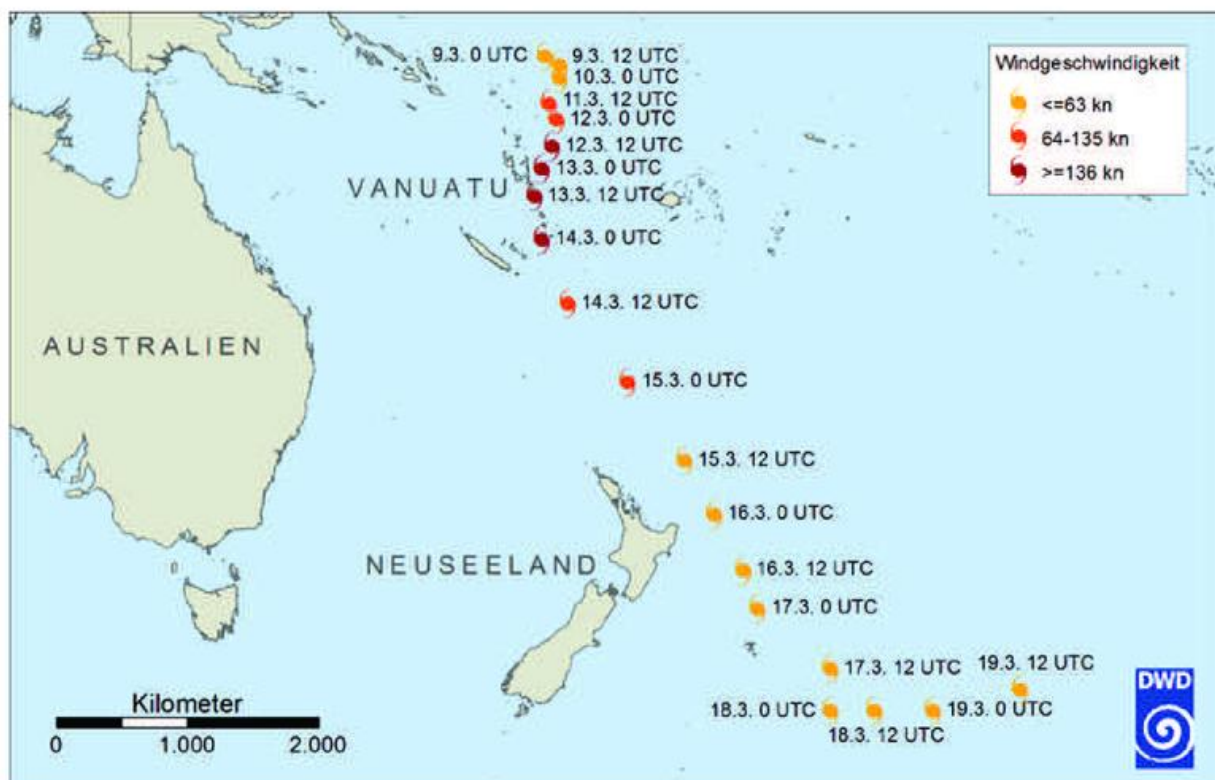 9.3. 0 UTC
9.3. 12 UTC
10.3. 0 UTC
11.3. 12 UTC
12.3. 0 UTC
12.3. 12 UTC
13.3. 0 UTC
VANUATU
13.3. 12 UTC
14.3. 0 UTC
14.3. 12 UTC
Windgeschwindigkeit
<=63 kn
64-135 kn
>=136 kn
AUSTRALIEN
15.3. 0 UTC
15.3. 12 UTC
16.3. 0 UTC
NEUSEELAND
16.3. 12 UTC
17.3. 0 UTC
17.3. 12 UTC
19.3. 12 UTC
18.3. 0 UTC
18.3. 12 UTC
19.3. 0 UTC
Kilometer
0 1.000 2.000
DWD